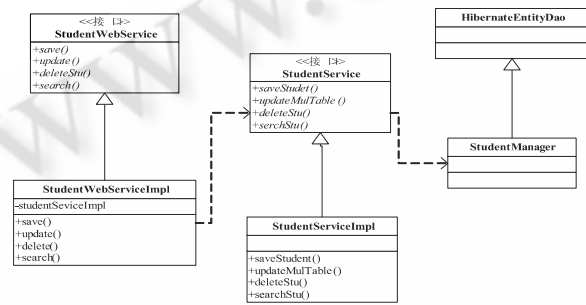 <<接 口>>
StudentWebService
+save()
+update()
+deleteStu()
+search()
<<接 口>>
StudentService
+saveStudet()
+updateMulTable()
+deleteStu()
+serchStu()
HibernateEntityDao
StudentManager
StudentWebServiceImpl
-studentSeviceImpl
+save()
+update()
+delete()
+search()
StudentServiceImpl
+saveStudent()
+updateMulTable()
+deleteStu()
+searchStu()